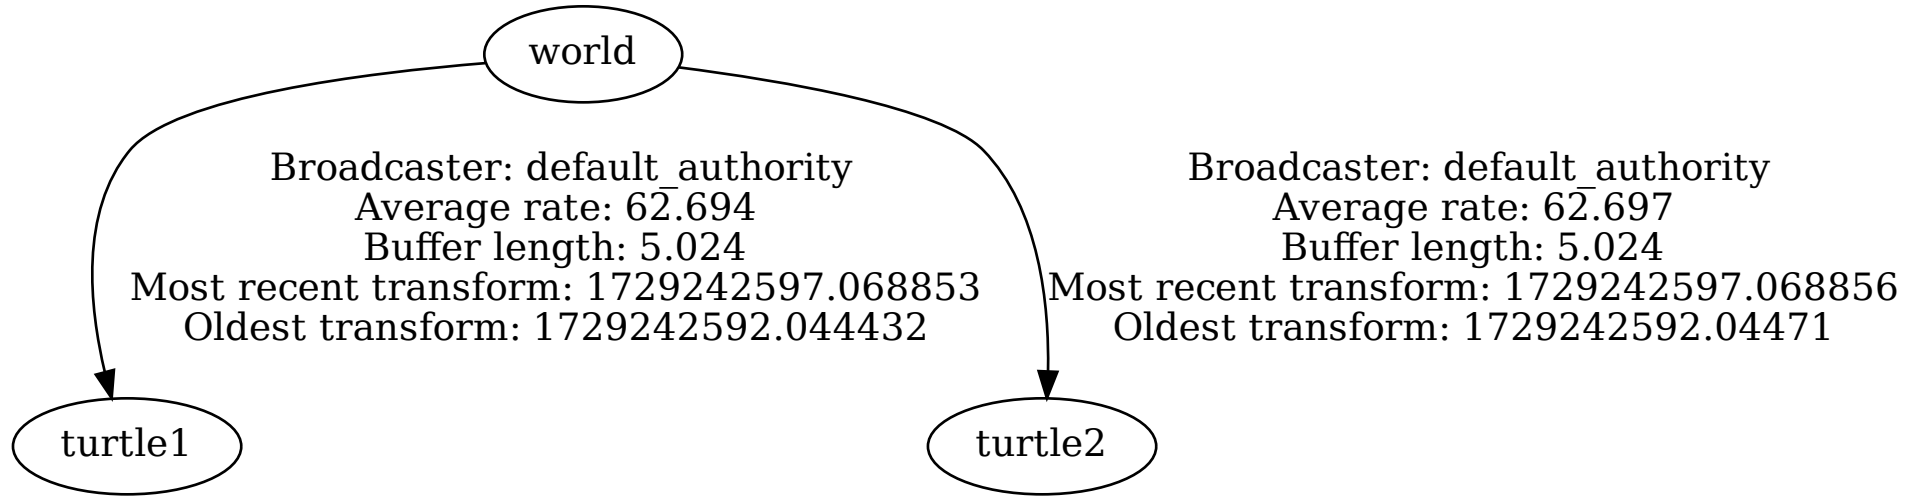 world
Broadcaster: default_authority
Average rate: 62.694
Buffer length: 5.024
Most recent transform: 1729242597.068853
Oldest transform: 1729242592.044432
Broadcaster: default_authority
Average rate: 62.697
Buffer length: 5.024
Most recent transform: 1729242597.068856
Oldest transform: 1729242592.04471
turtle1
turtle2